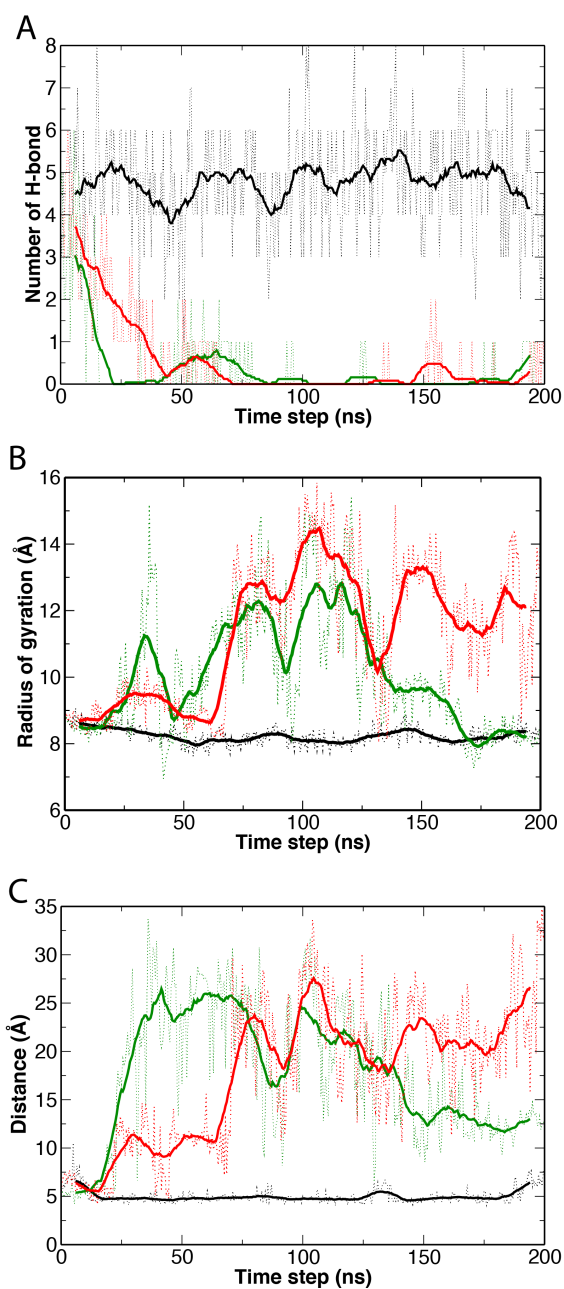 A
8
7
6
5
4
3
2
1
0
Number of H-bond
0 50 100 150 200
Time step (ns)
B
16
14
12
10
8
6
Radius of gyration (Å)
0 50 100 150 200
Time step (ns)
C
35
30
25
20
15
10
5
0
Distance (Å)
0 50 100 150 200
Time step (ns)